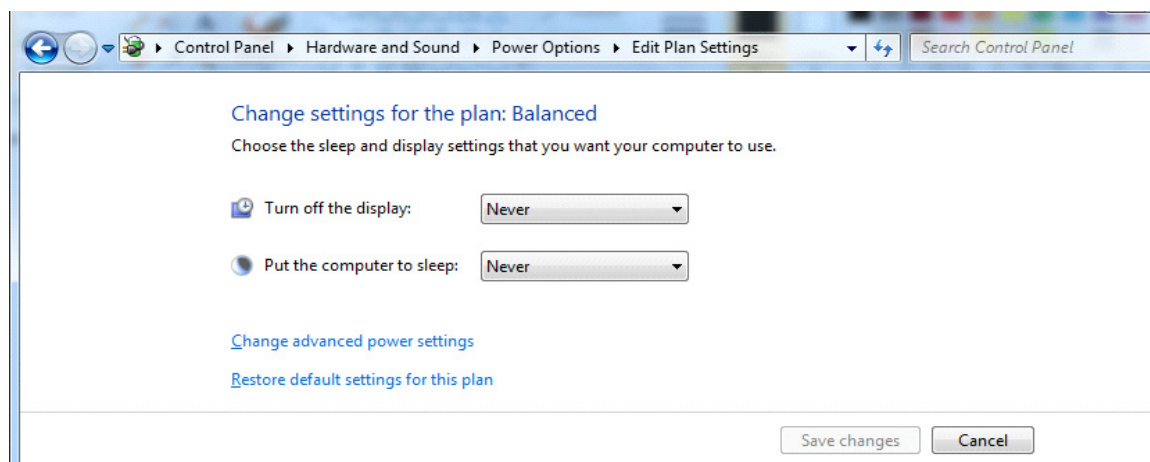 Control Panel ▸ Hardware and Sound ▸ Power Options ▸ Edit Plan Settings
Search Control Panel
Change settings for the plan: Balanced
Choose the sleep and display settings that you want your computer to use.
Turn off the display: Never
Put the computer to sleep: Never
Change advanced power settings
Restore default settings for this plan
Save changes Cancel